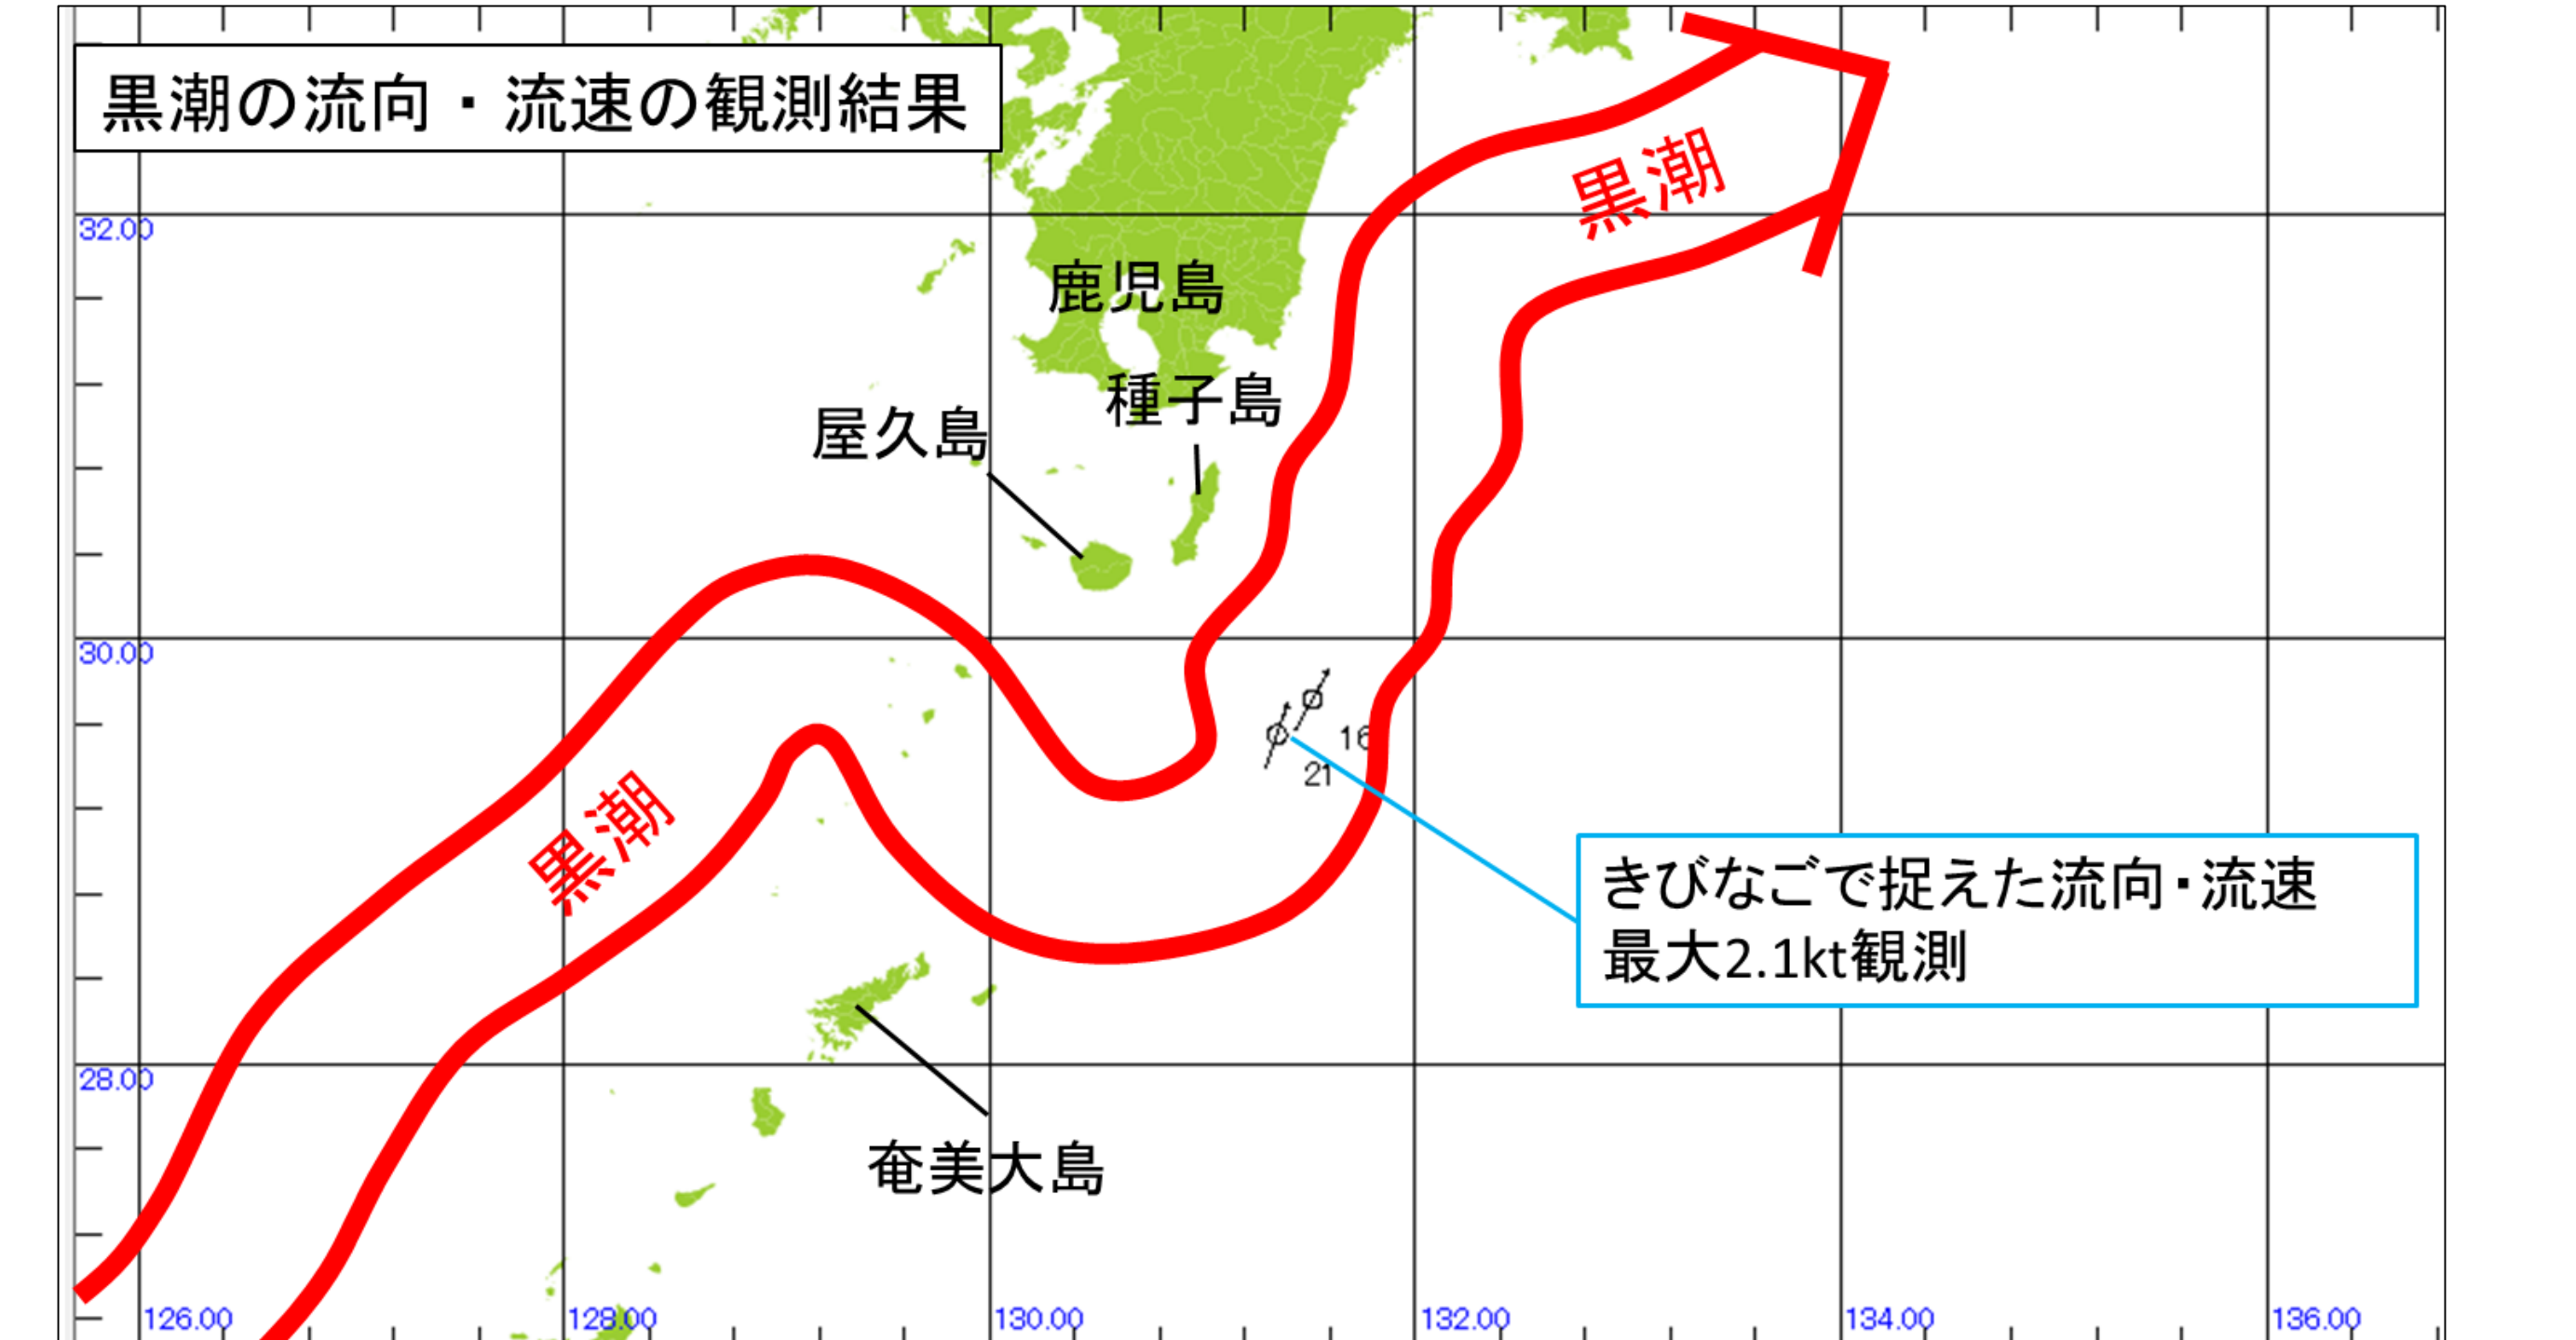 黒潮の流向・流速の観測結果
黒潮
32.00
鹿児島
種子島
屋久島
30.00
16
21
黒潮
きびなごで捉えた流向・流速
最大2.1kt観測
28.00
奄美大島
126.00
128.00
130.00
132.00
134.00
136.00